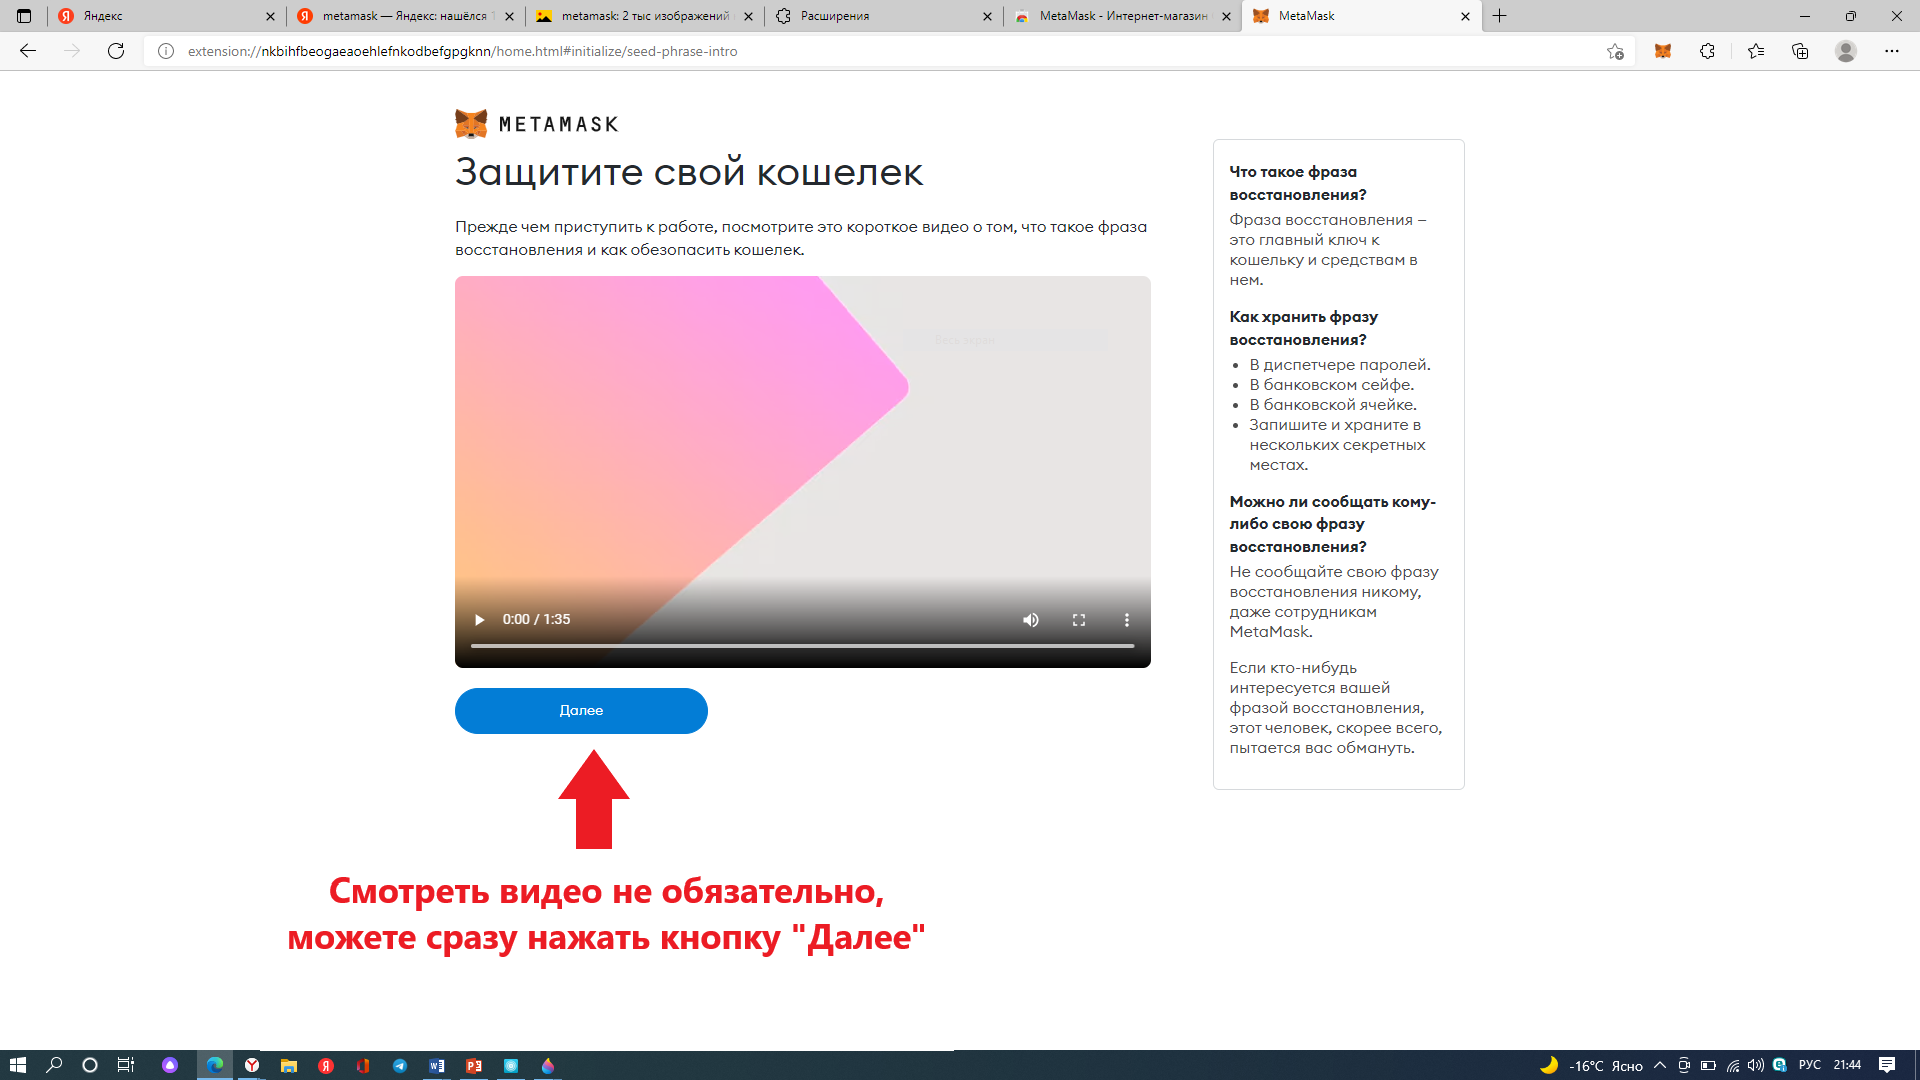 Яндекс
metamask — Яндекс: нашёлся
metamask: 2 тыс изображений
Расширения
MetaMask - Интернет-магазин
MetaMask
extension://nkbihfbeogaeaoehlefnkodbefgpgknn/home.html#initialize/seed-phrase-intro
METAMASK
Защитите свой кошелек
Прежде чем приступить к работе, посмотрите это короткое видео о том, что такое фраза
восстановления и как обезопасить кошелек.
Весь экран
0:00 / 1:35
Далее
Смотреть видео не обязательно,
можете сразу нажать кнопку "Далее"
Что такое фраза
восстановления?
Фраза восстановления –
это главный ключ к
кошельку и средствам в
нем.
Как хранить фразу
восстановления?
• В диспетчере паролей.
• В банковском сейфе.
• В банковской ячейке.
• Запишите и храните в
нескольких секретных
местах.
Можно ли сообщать кому-
либо свою фразу
восстановления?
Не сообщайте свою фразу
восстановления никому,
даже сотрудникам
MetaMask.
Если кто-нибудь
интересуется вашей
фразой восстановления,
этот человек, скорее всего,
пытается вас обмануть.
-16°C Ясно
РУС
21:44